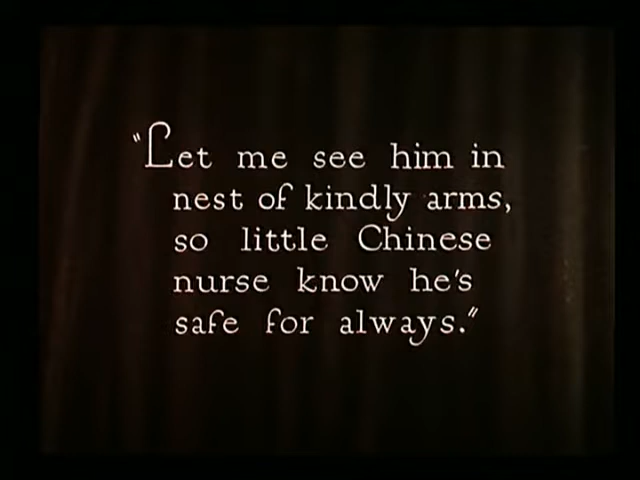 "Let me see him in
nest of kindly arms,
so little Chinese
nurse know he's
safe for always."